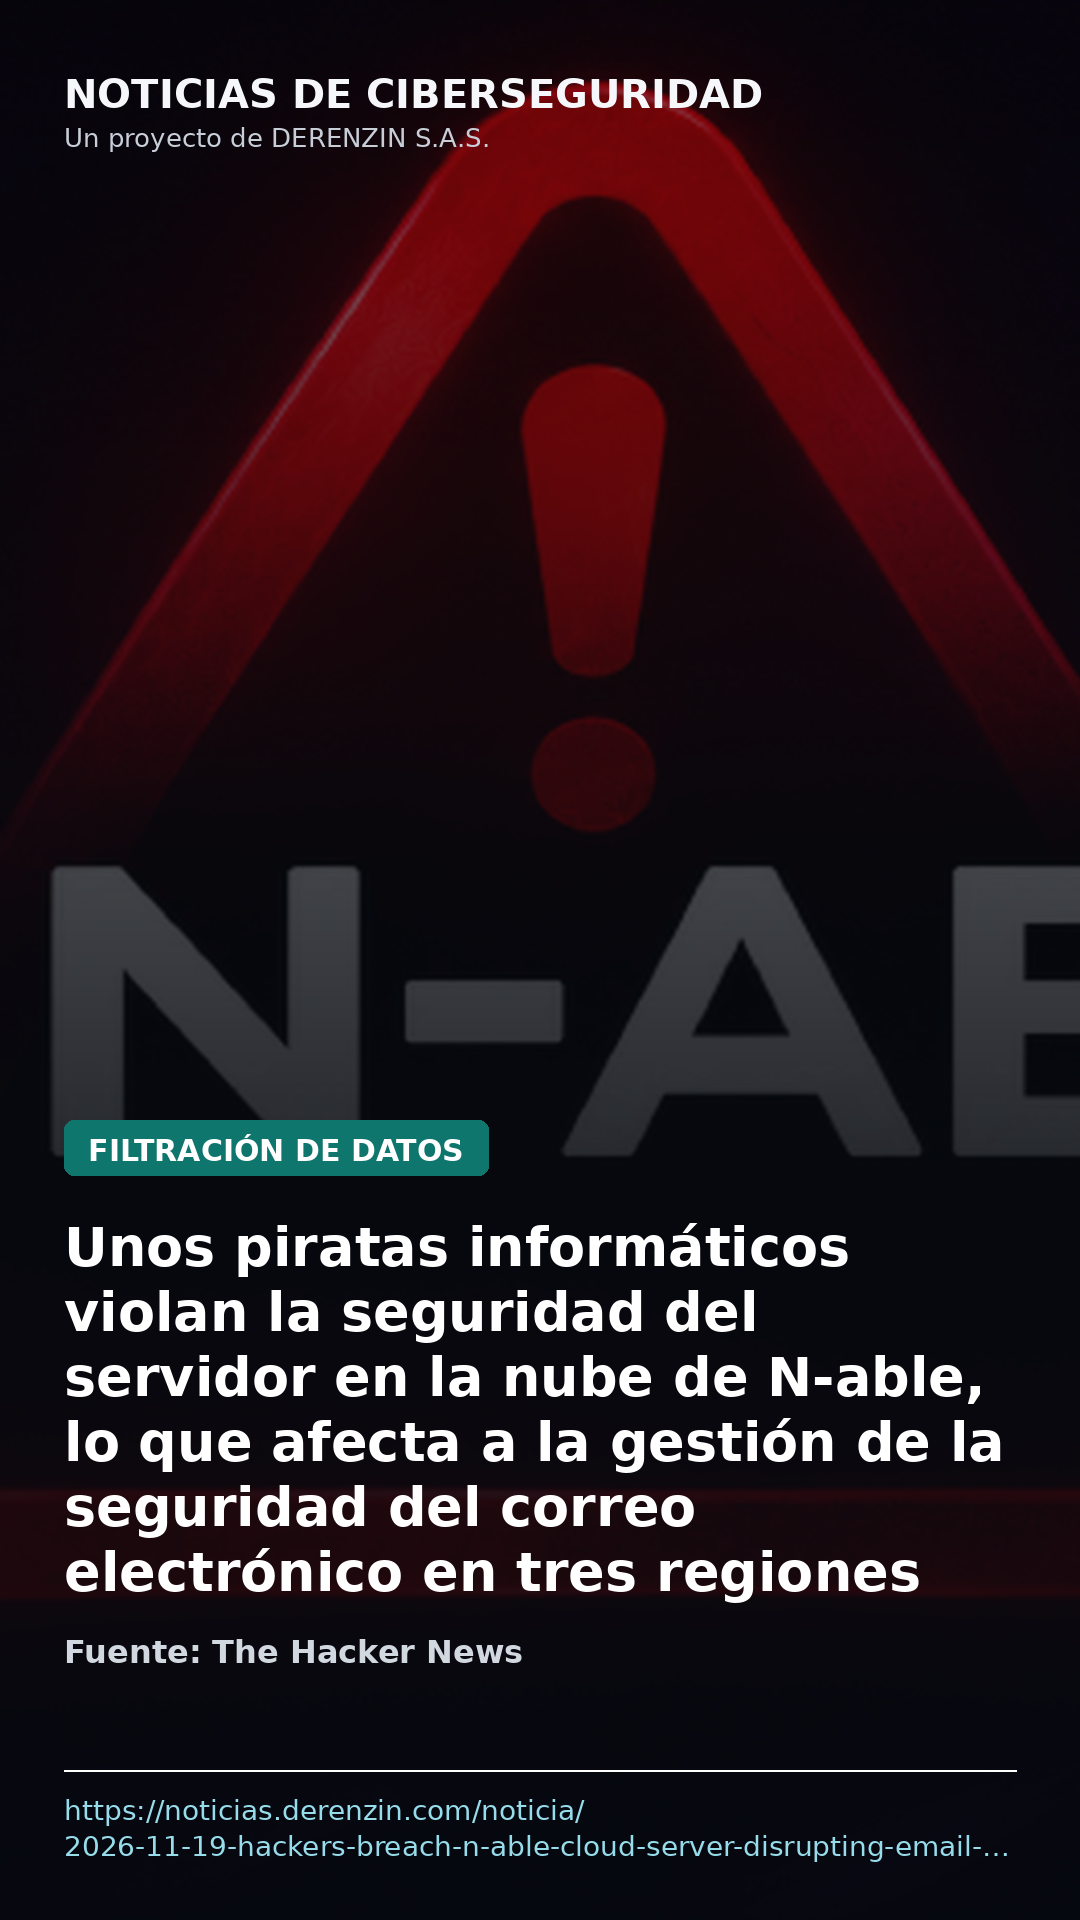 NOTICIAS DE CIBERSEGURIDAD
Un proyecto de DERENZIN S.A.S.
N-AB
FILTRACIÓN DE DATOS
Unos piratas informáticos
violan la seguridad del
servidor en la nube de N-able,
lo que afecta a la gestión de la
seguridad del correo
electrónico en tres regiones
Fuente: The Hacker News
https://noticias.derenzin.com/noticia/
2026-11-19-hackers-breach-n-able-cloud-server-disrupting-email-…